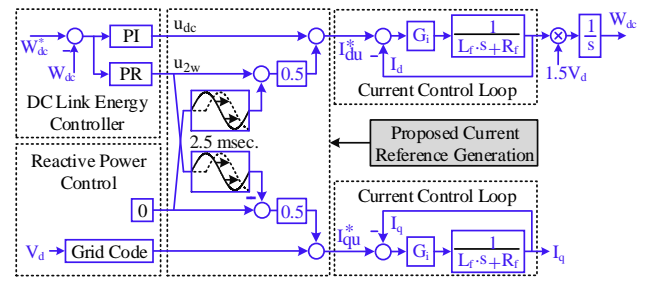 W*dc
Wdc
PI
PR
DC Link Energy
Controller
udc
u2w
0.5
2.5 msec.
I*du
Id
Gi
1
Lf·s+Rf
Current Control Loop
1.5Vd
1
s
Wdc
Proposed Current
Reference Generation
Reactive Power
Control
0
Vd
Grid Code
0.5
I*qu
Current Control Loop
Iq
Gi
1
Lf·s+Rf
Iq